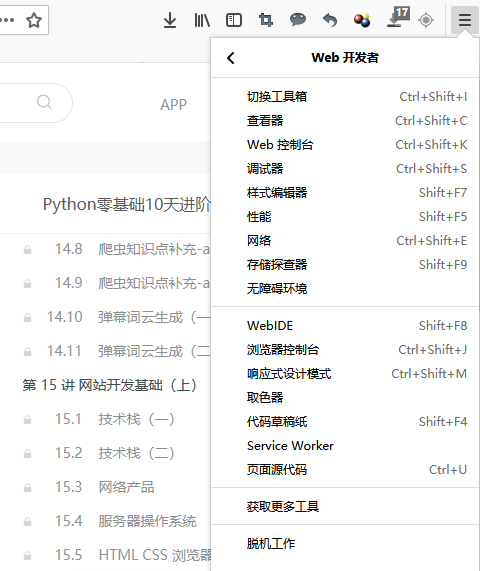 17
Web 开发者
APP
切换工具箱 Ctrl+Shift+I
查看器 Ctrl+Shift+C
Web 控制台 Ctrl+Shift+K
调试器 Ctrl+Shift+S
样式编辑器 Shift+F7
性能 Shift+F5
网络 Ctrl+Shift+E
存储探查器 Shift+F9
无障碍环境
WebIDE Shift+F8
浏览器控制台 Ctrl+Shift+J
响应式设计模式 Ctrl+Shift+M
取色器
代码草稿纸 Shift+F4
Service Worker
页面源代码 Ctrl+U
获取更多工具
脱机工作
Python零基础10天进阶
14.8 爬虫知识点补充-a
14.9 爬虫知识点补充-a
14.10 弹幕词云生成（一
14.11 弹幕词云生成（二
第 15 讲 网站开发基础（上）
15.1 技术栈（一）
15.2 技术栈（二）
15.3 网络产品
15.4 服务器操作系统
15.5 HTML CSS 浏览器